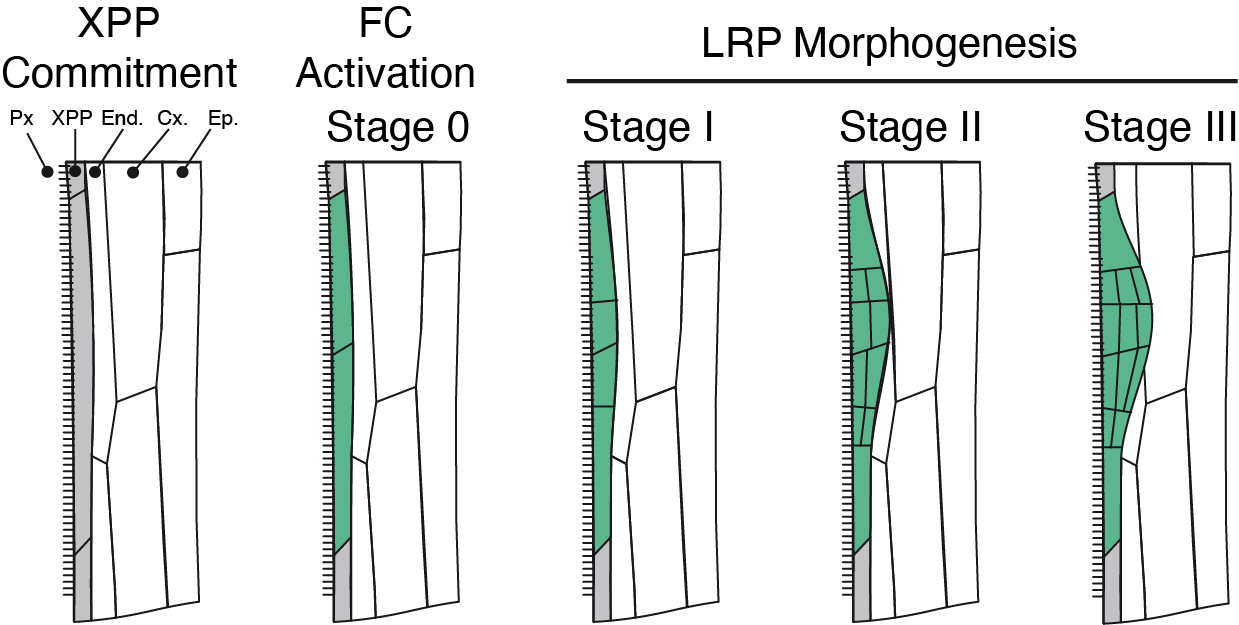 XPP
Commitment
FC
Activation
LRP Morphogenesis
Px XPP End. Cx. Ep.
Stage 0
Stage I
Stage II
Stage III